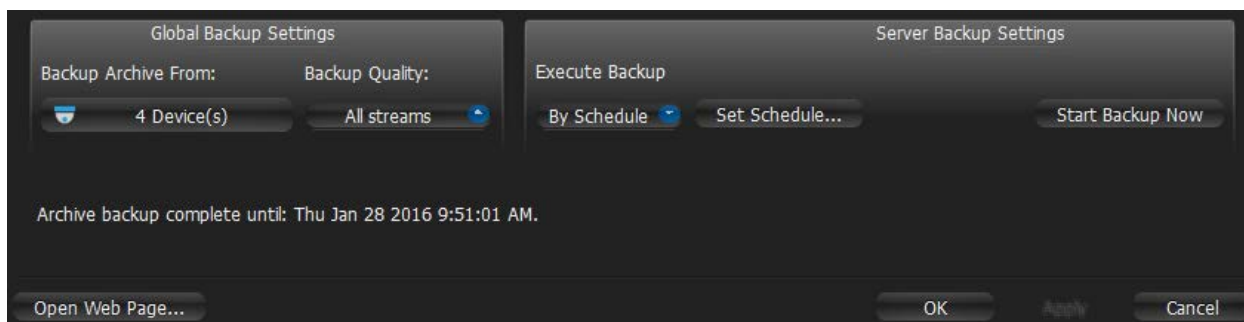 Global Backup Settings
Server Backup Settings
Backup Archive From:
Backup Quality:
Execute Backup
4 Device(s)
All streams
By Schedule
Set Schedule...
Start Backup Now
Archive backup complete until: Thu Jan 28 2016 9:51:01 AM.
Open Web Page...
OK
Apply
Cancel